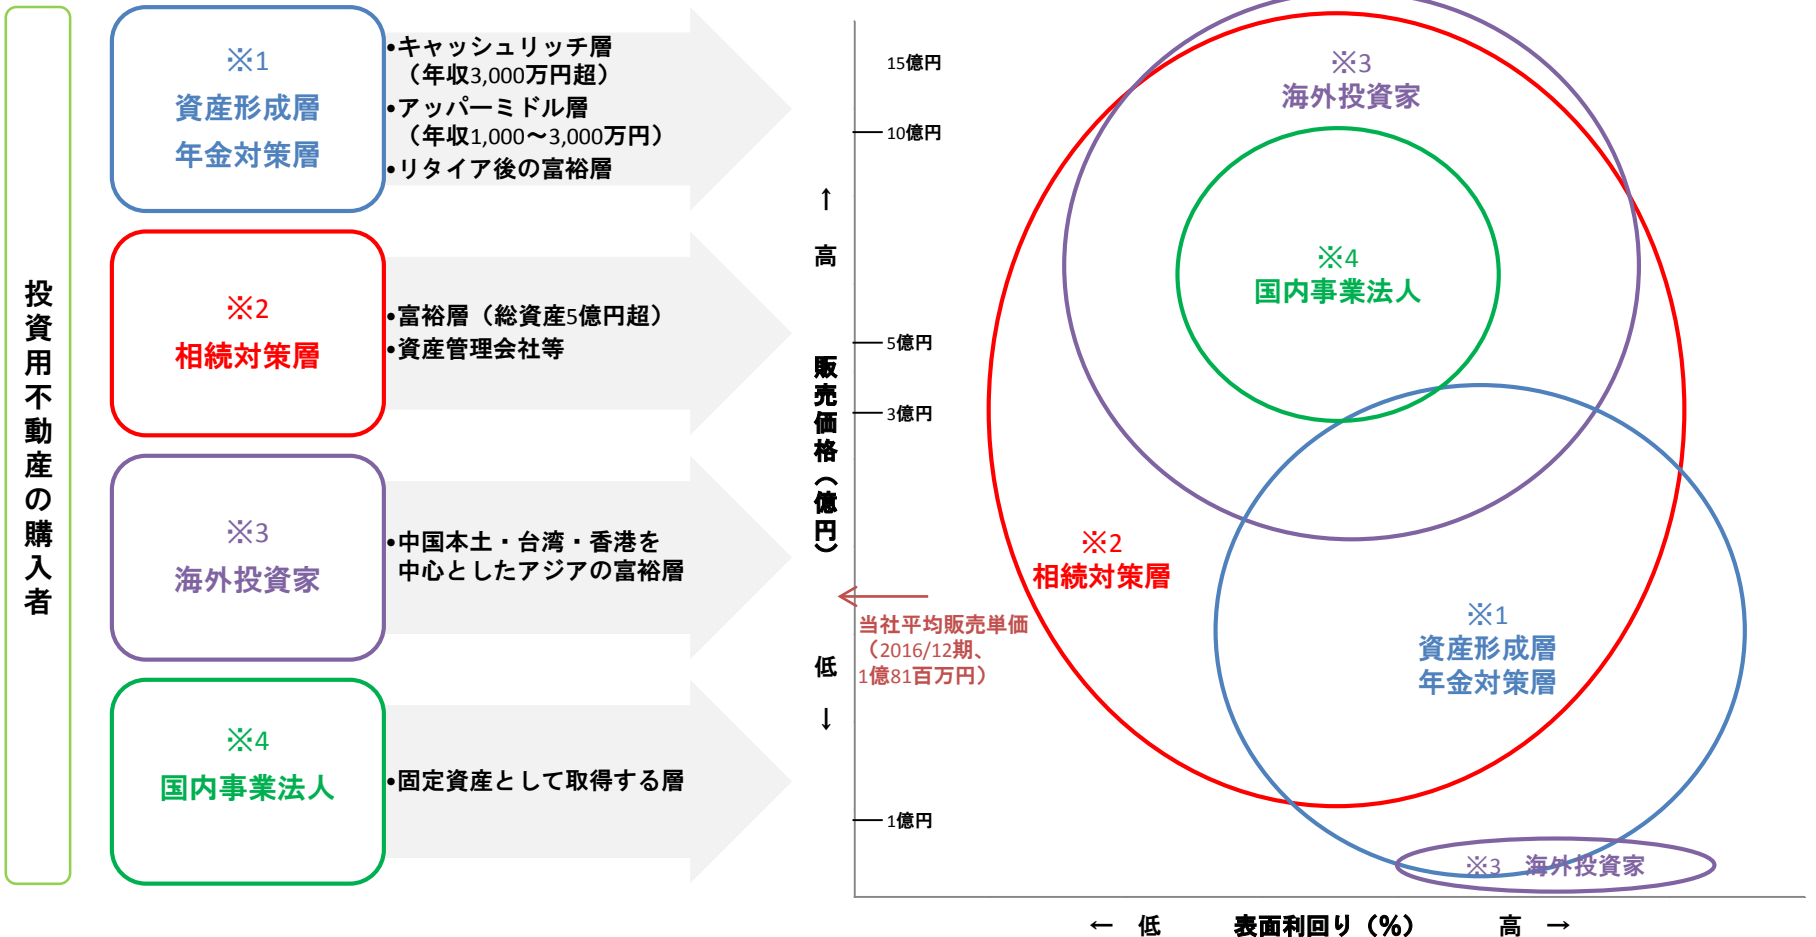 投資用不動産の購入者
※1
資産形成層
年金対策層
•キャッシュリッチ層
（年収3,000万円超）
•アッパーミドル層
（年収1,000～3,000万円）
•リタイア後の富裕層
※2
相続対策層
•富裕層（総資産5億円超）
•資産管理会社等
※3
海外投資家
•中国本土・台湾・香港を
中心としたアジアの富裕層
※4
国内事業法人
•固定資産として取得する層
↑
高
販売価格（億円）
低
↓
15億円
10億円
5億円
3億円
1億円
当社平均販売単価
（2016/12期、
1億81百万円）
※3
海外投資家
※4
国内事業法人
※2
相続対策層
※1
資産形成層
年金対策層
※3 海外投資家
← 低 表面利回り（%） 高 →